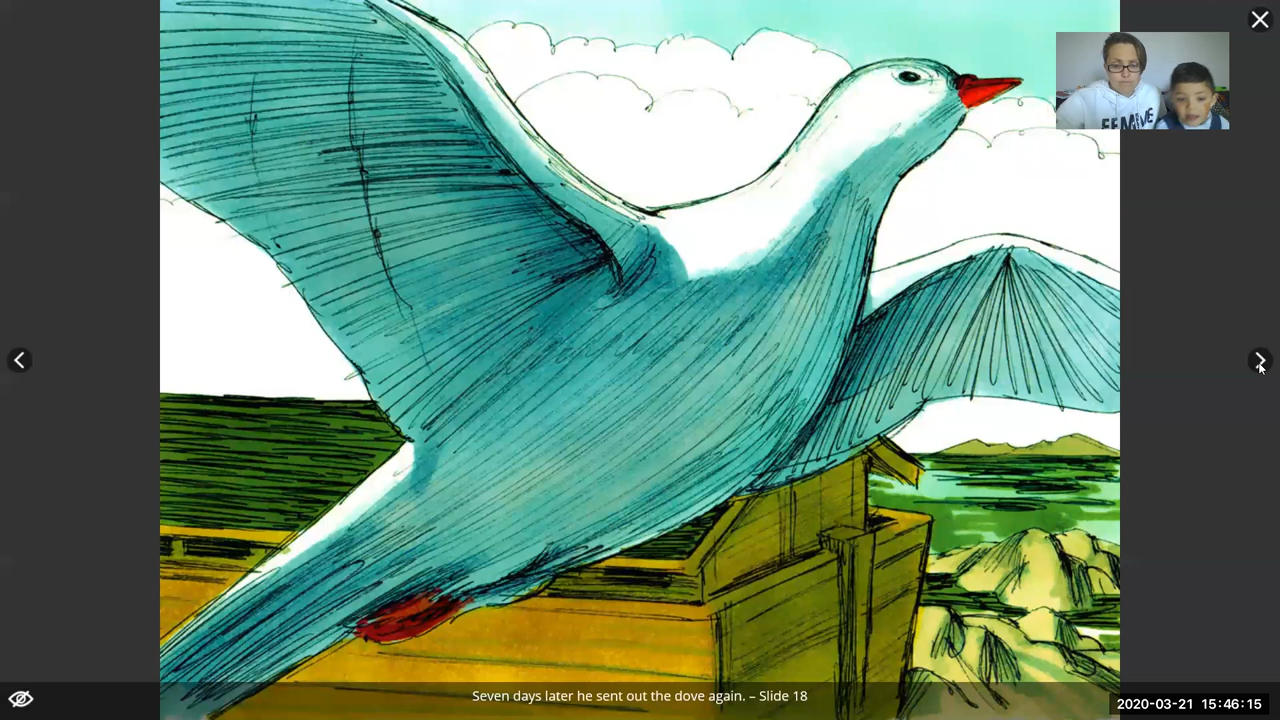 Seven days later he sent out the dove again. – Slide 18
2020-03-21 15:46:15